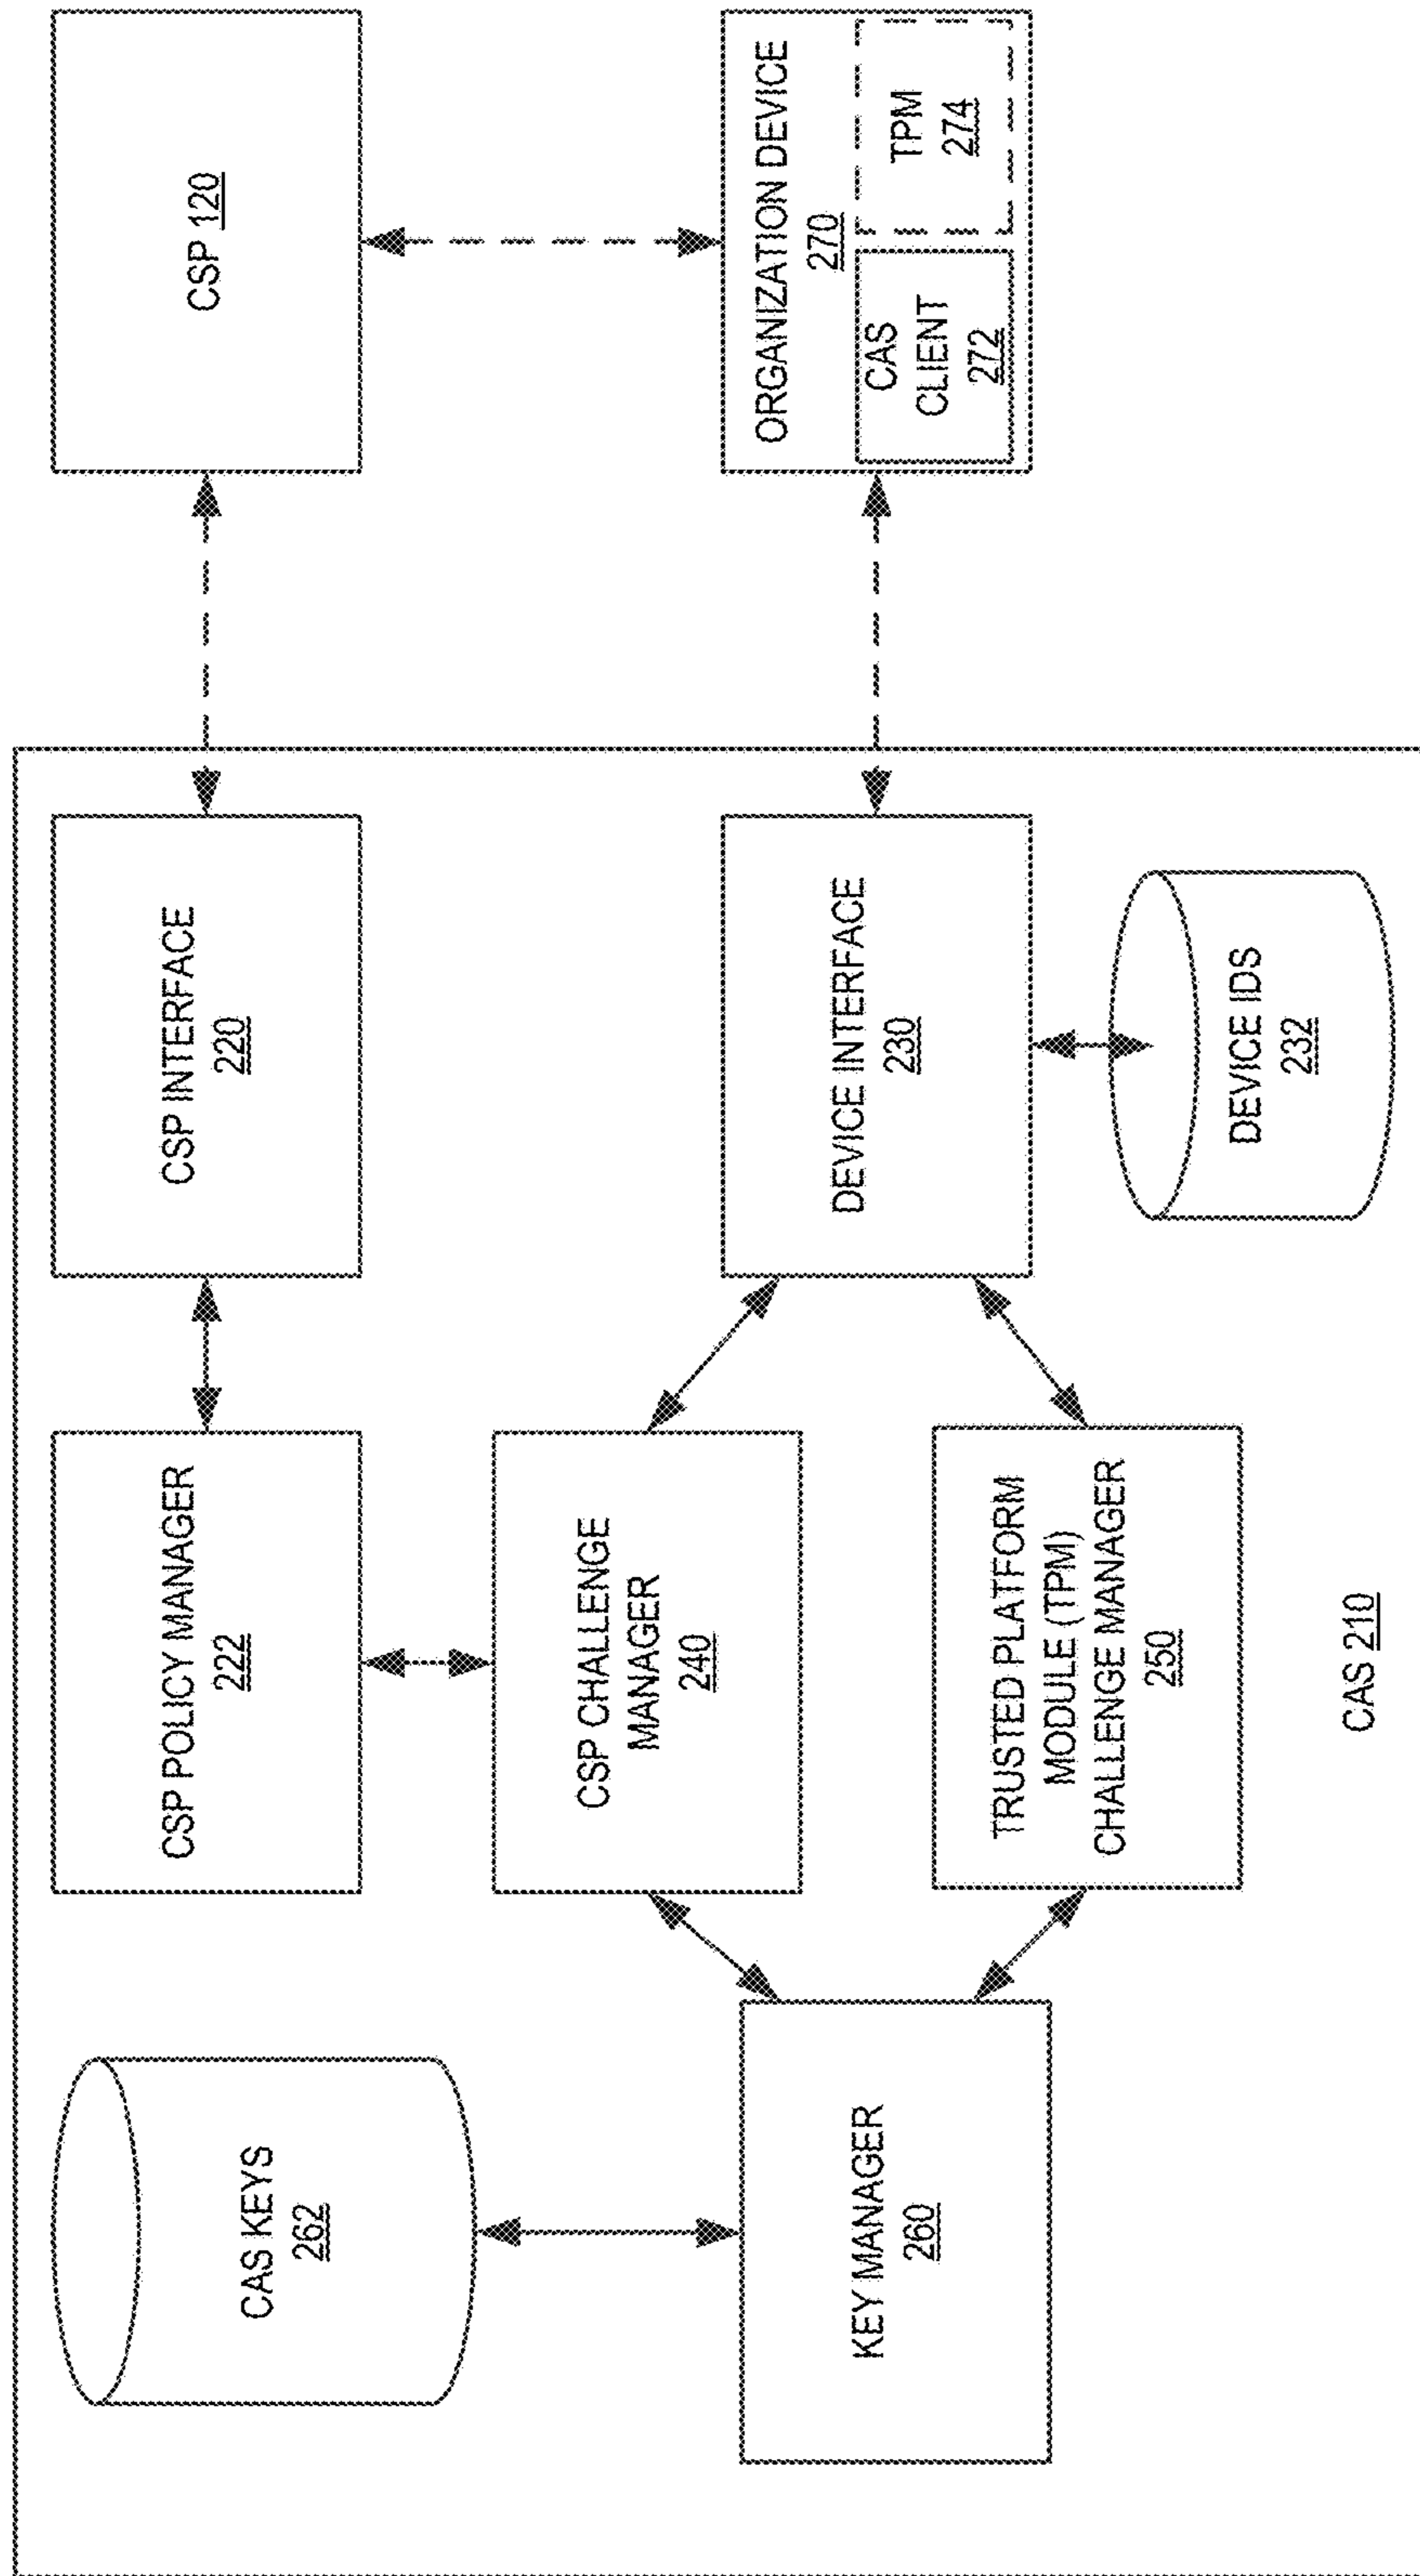 CAS KEYS
262
CSP POLICY MANAGER
222
CSP INTERFACE
220
CSP 120
CSP CHALLENGE
MANAGER
240
KEY MANAGER
260
DEVICE INTERFACE
230
ORGANIZATION DEVICE
270
CAS
CLIENT
272
TPM
274
TRUSTED PLATFORM
MODULE (TPM)
CHALLENGE MANAGER
250
DEVICE IDS
232
CAS 210